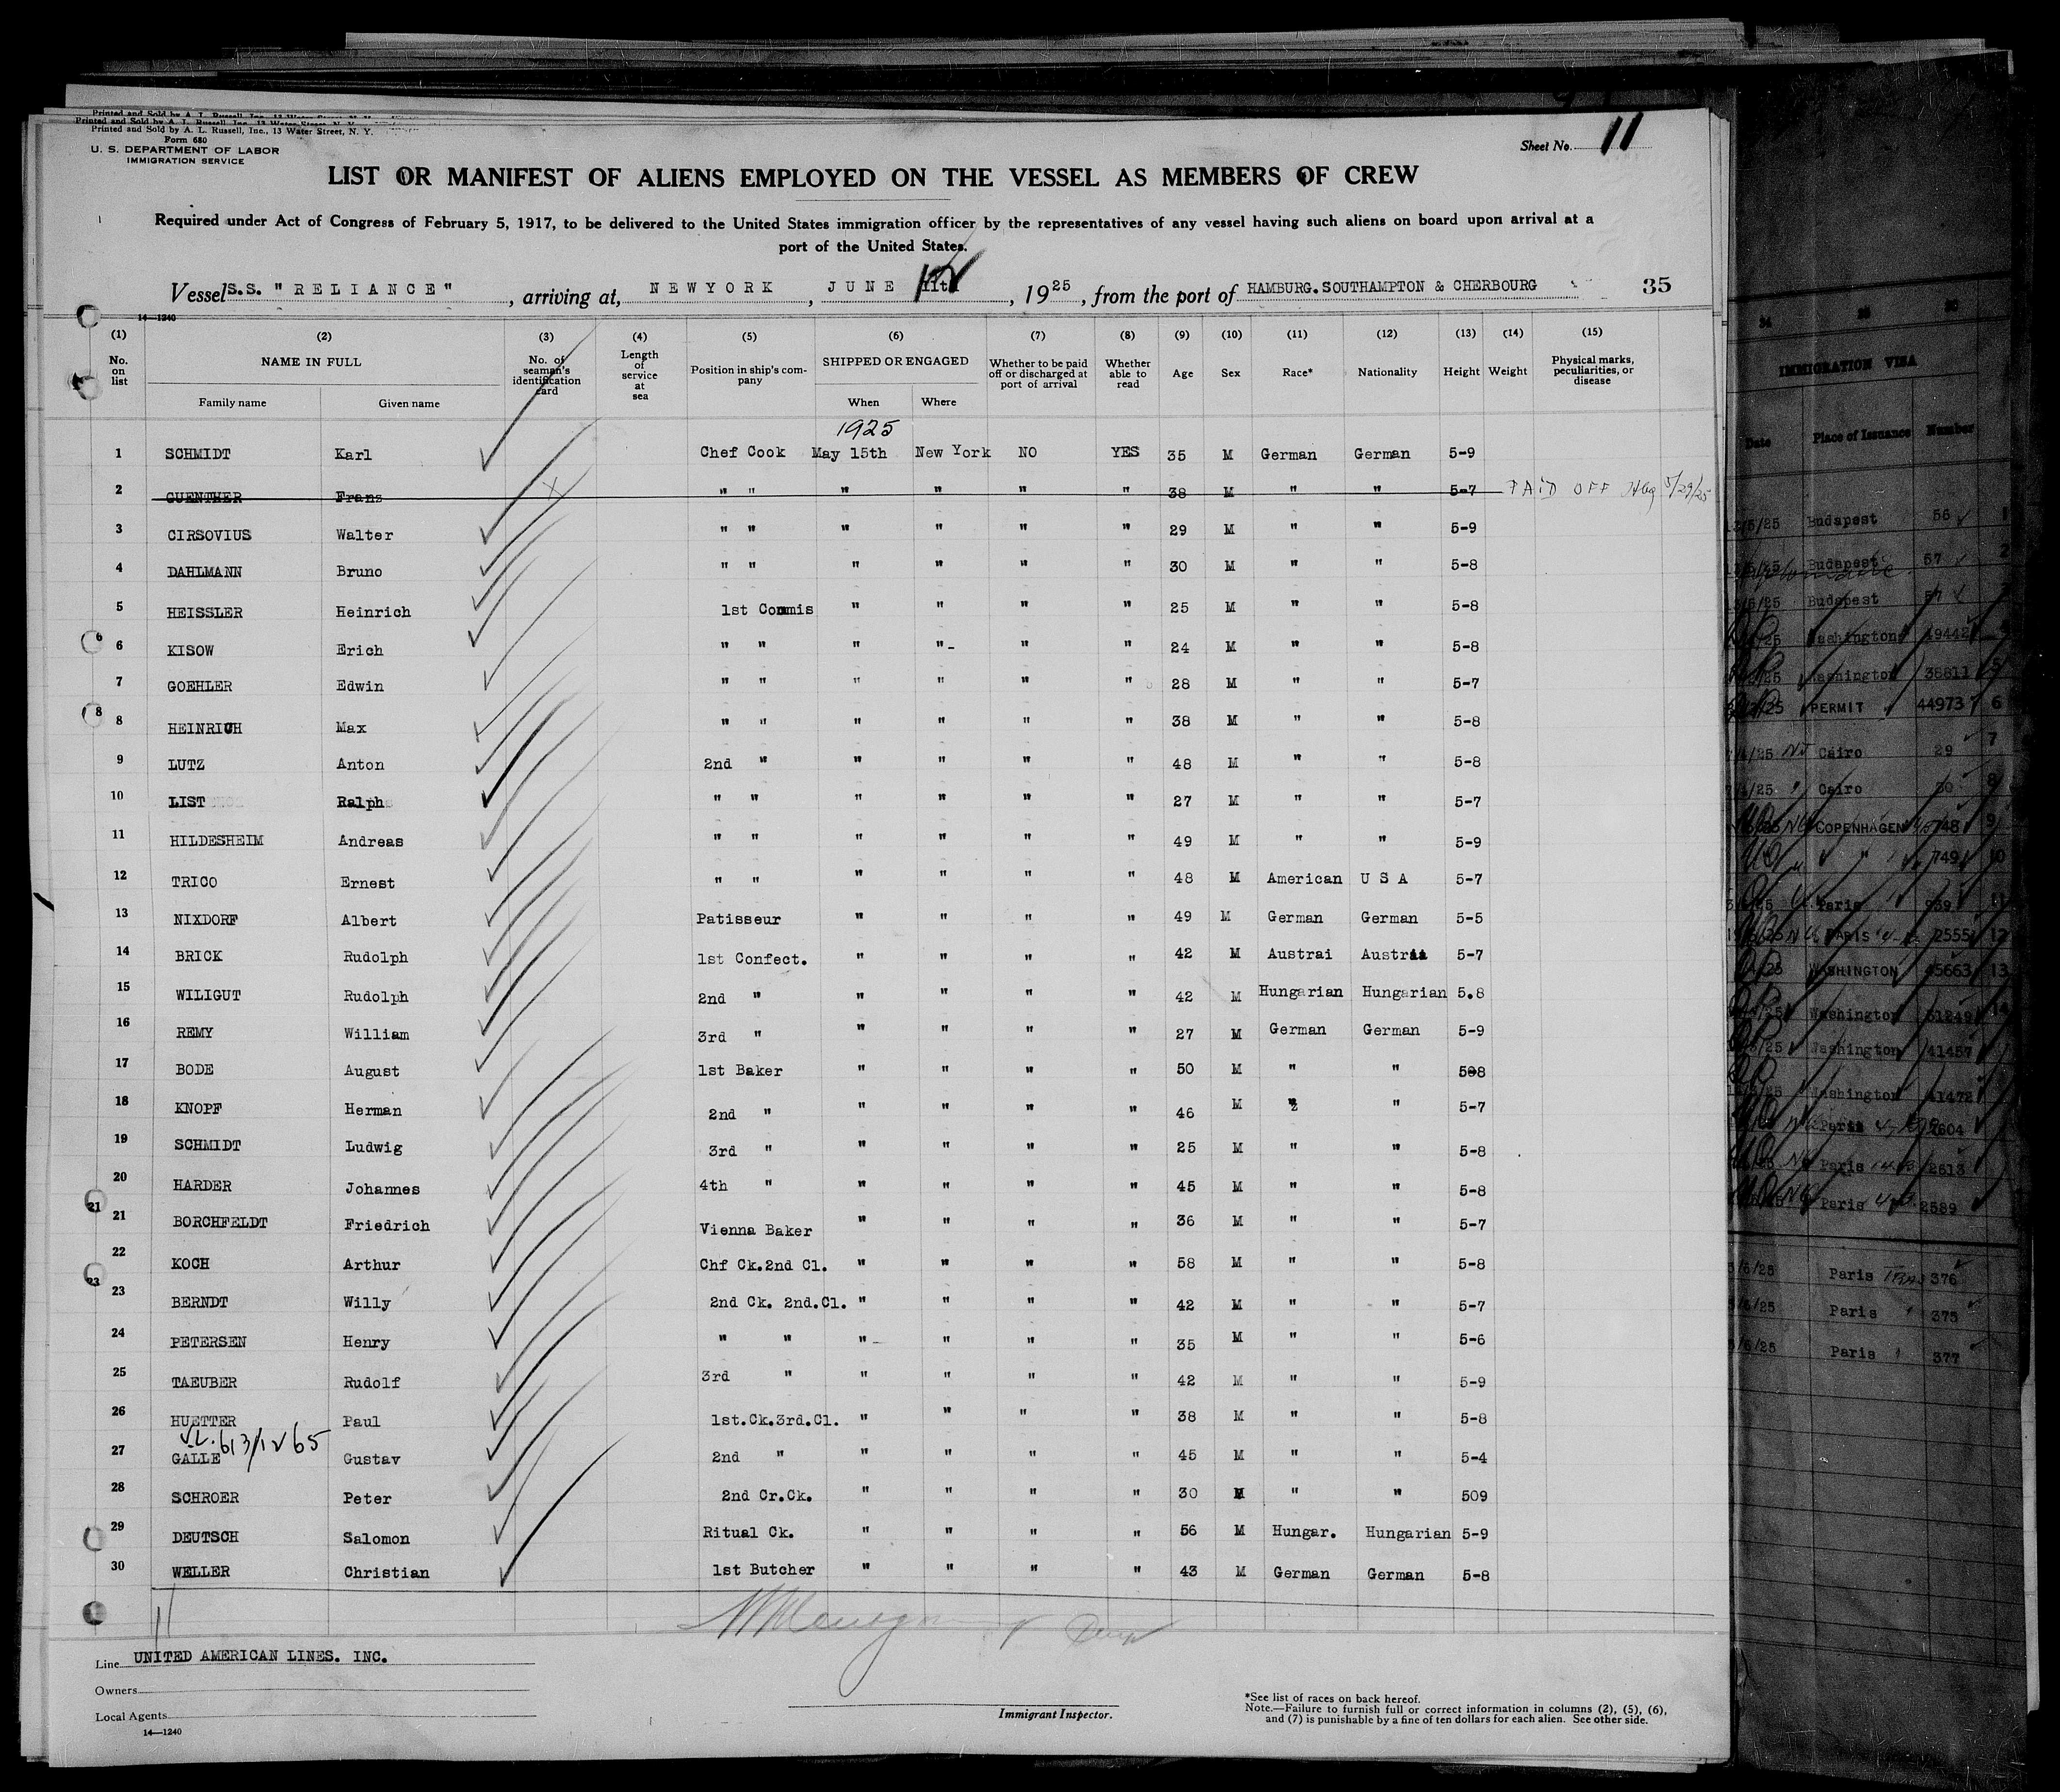 Printed and Sold by A. L. Russell, Inc., 13 Water Street, N. Y.
Form 680
U. S. DEPARTMENT OF LABOR
IMMIGRATION SERVICE
Sheet No. 11
LIST OR MANIFEST OF ALIENS EMPLOYED ON THE VESSEL AS MEMBERS OF CREW
Required under Act of Congress of February 5, 1917, to be delivered to the United States immigration officer by the representatives of any vessel having such aliens on board upon arrival at a
port of the United States.
Vessel S.S. "RELIANCE", arriving at, NEWYORK, JUNE 12, 1925, from the port of HAMBURG.SOUTHAMPTON & CHERBOURG 35
14—1240
(1) (2) (3) (4) (5) (6) (7) (8) (9) (10) (11) (12) (13) (14) (15)
No. on list NAME IN FULL No. of seaman's identification card Length of service at sea Position in ship's company SHIPPED OR ENGAGED Whether to be paid off or discharged at port of arrival Whether able to read Age Sex Race* Nationality Height Weight Physical marks, peculiarities, or disease
Family name Given name When Where
1925
1 SCHMIDT Karl Chef Cook May 15th New York NO YES 35 M German German 5-9
2 GUENTHER Frans " " " " " " 38 M " " 5-7 PAID OFF Hbg 5/29/25
3 CIRSOVIUS Walter " " " " " " 29 M " " 5-9
4 DAHLMANN Bruno " " " " " " 30 M " " 5-8
5 HEISSLER Heinrich 1st Commis " " " " 25 M " " 5-8
6 KISOW Erich " " " "- " " 24 M " " 5-8
7 GOEHLER Edwin " " " " " " 28 M " " 5-7
8 HEINRICH Max " " " " " " 38 M " " 5-8
9 LUTZ Anton 2nd " " " " " 48 M " " 5-8
10 LIST Ralph " " " " " " 27 M " " 5-7
11 HILDESHEIM Andreas " " " " " " 49 M " " 5-9
12 TRICO Ernest " " " " " " 48 M American U S A 5-7
13 NIXDORF Albert Patisseur " " " " 49 M German German 5-5
14 BRICK Rudolph 1st Confect. " " " " 42 M Austrai Austria 5-7
15 WILIGUT Rudolph 2nd " " " " " 42 M Hungarian Hungarian 5.8
16 REMY William 3rd " " " " " 27 M German German 5-9
17 BODE August 1st Baker " " " " 50 M " " 508
18 KNOPF Herman 2nd " " " " " 46 M " " 5-7
19 SCHMIDT Ludwig 3rd " " " " " 25 M " " 5-8
20 HARDER Johannes 4th " " " " " 45 M " " 5-8
21 BORCHFELDT Friedrich Vienna Baker " " " " 36 M " " 5-7
22 KOCH Arthur Chf Ck.2nd Cl. " " " " 58 M " " 5-8
23 BERNDT Willy 2nd Ck. 2nd.Cl. " " " " 42 M " " 5-7
24 PETERSEN Henry " " " " " " 35 M " " 5-6
25 TAEUBER Rudolf 3rd " " " " " 42 M " " 5-9
26 HUETTER Paul 1st.Ck.3rd.Cl. " " " " 38 M " " 5-8
27 GALLE Gustav 2nd " " " " " 45 M " " 5-4
28 SCHROER Peter 2nd Cr.Ck. " " " " 30 M " " 509
29 DEUTSCH Salomon Ritual Ck. " " " " 56 M Hungar. Hungarian 5-9
30 WELLER Christian 1st Butcher " " " " 43 M German German 5-8
Line UNITED AMERICAN LINES. INC.
Owners
Local Agents
14—1240
Immigrant Inspector.
*See list of races on back hereof.
Note.—Failure to furnish full or correct information in columns (2), (5), (6),
and (7) is punishable by a fine of ten dollars for each alien. See other side.
IMMIGRATION VISA
Date Place of Issuance Number
Budapest 56
Budapest 57
Budapest 57
Washington 49442
Washington 38811
PERMIT 44973 6
Cairo 29 7
Cairo 30 8
COPENHAGEN 748 9
" 749 10
Paris 939 11
PARIS 2555 12
WASHINGTON 45663 13
Washington 51249 14
Washington 41457
Washington 41472
Paris 2604
Paris 2613
Paris 2589
Paris 376
Paris 375
Paris 377